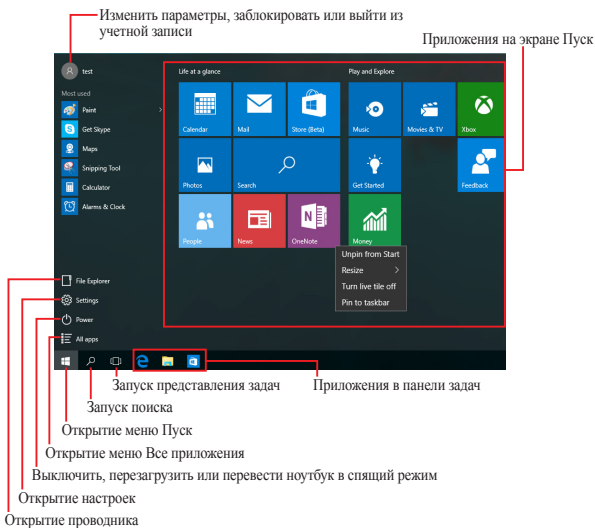 Изменить параметры, заблокировать или выйти из
учетной записи
Приложения на экране Пуск
test
Life at a glance
Play and Explore
Most used
Paint
Get Skype
Maps
Snipping Tool
Calculator
Alarms & Clock
Calendar
Mail
Store (Beta)
Music
Movies & TV
Xbox
Photos
Search
Get Started
Feedback
People
News
OneNote
Money
Unpin from Start
Resize
Turn live tile off
Pin to taskbar
File Explorer
Settings
Power
All apps
Запуск представления задач
Приложения в панели задач
Запуск поиска
Открытие меню Пуск
Открытие меню Все приложения
Выключить, перезагрузить или перевести ноутбук в спящий режим
Открытие настроек
Открытие проводника